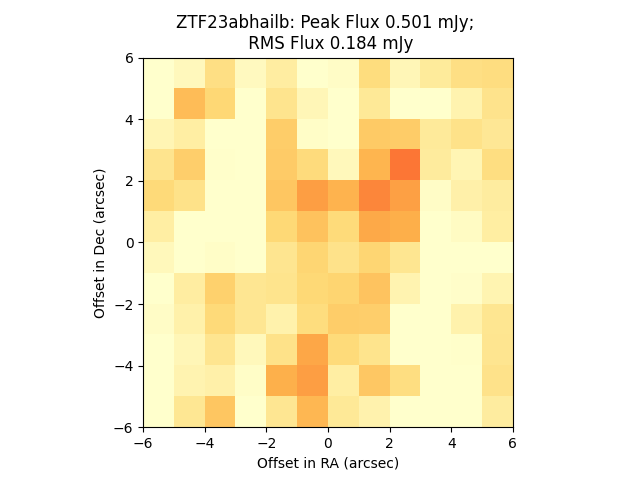 ZTF23abhailb: Peak Flux 0.501 mJy;
RMS Flux 0.184 mJy
6
4
2
0
−2
−4
−6
Offset in Dec (arcsec)
−6 −4 −2 0 2 4 6
Offset in RA (arcsec)